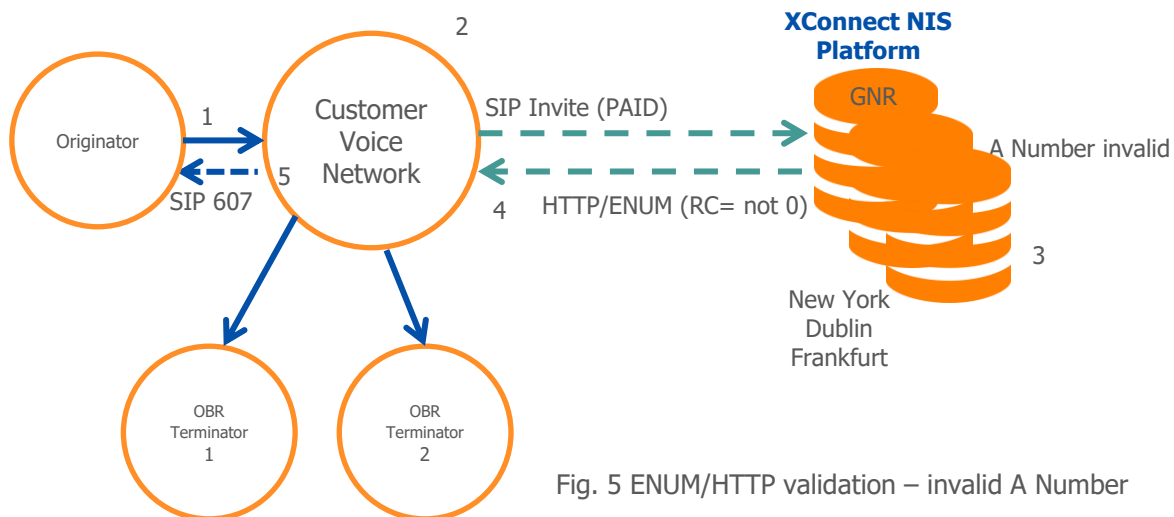 2
XConnect NIS
Platform
GNR
1
Originator
Customer
Voice
Network
SIP Invite (PAID)
A Number invalid
5
SIP 607
4
HTTP/ENUM (RC= not 0)
3
New York
Dublin
Frankfurt
OBR
Terminator
1
OBR
Terminator
2
Fig. 5 ENUM/HTTP validation – invalid A Number